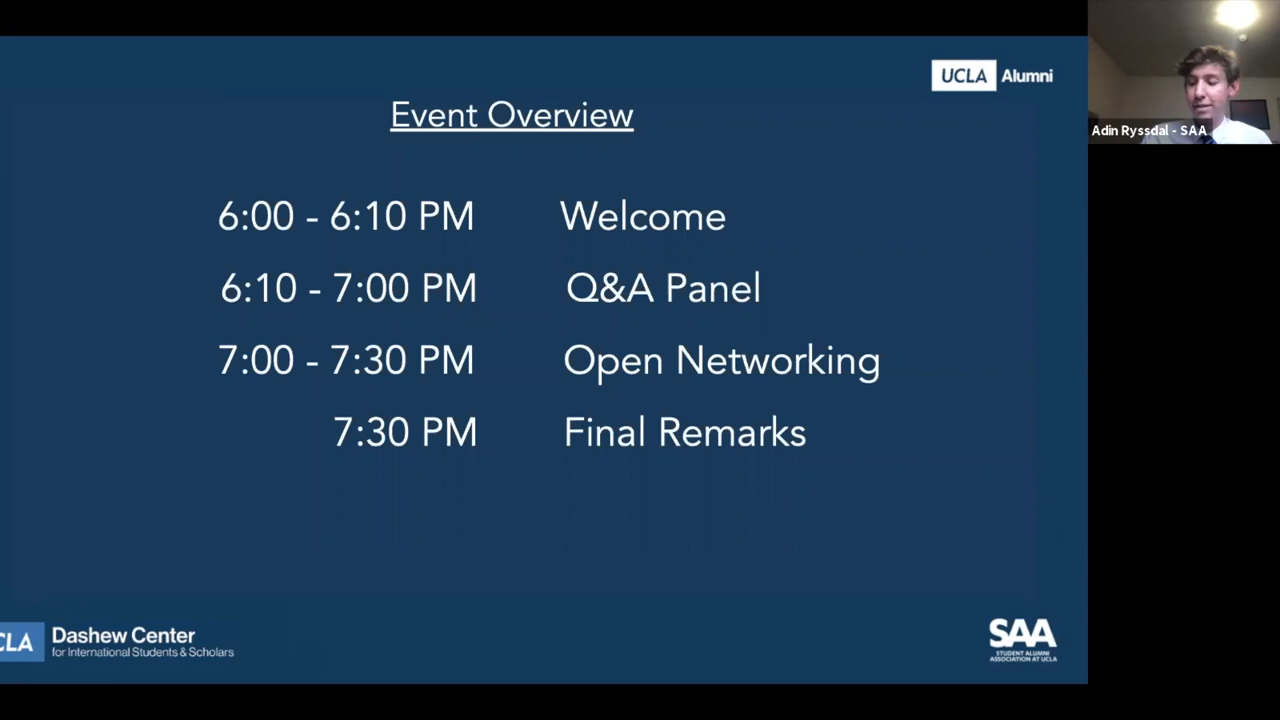 UCLA Alumni
Event Overview
6:00 - 6:10 PM Welcome
6:10 - 7:00 PM Q&A Panel
7:00 - 7:30 PM Open Networking
7:30 PM Final Remarks
CLA Dashew Center
for International Students & Scholars
SAA
STUDENT ALUMNI
ASSOCIATION AT UCLA
Adin Ryssdal - SAA